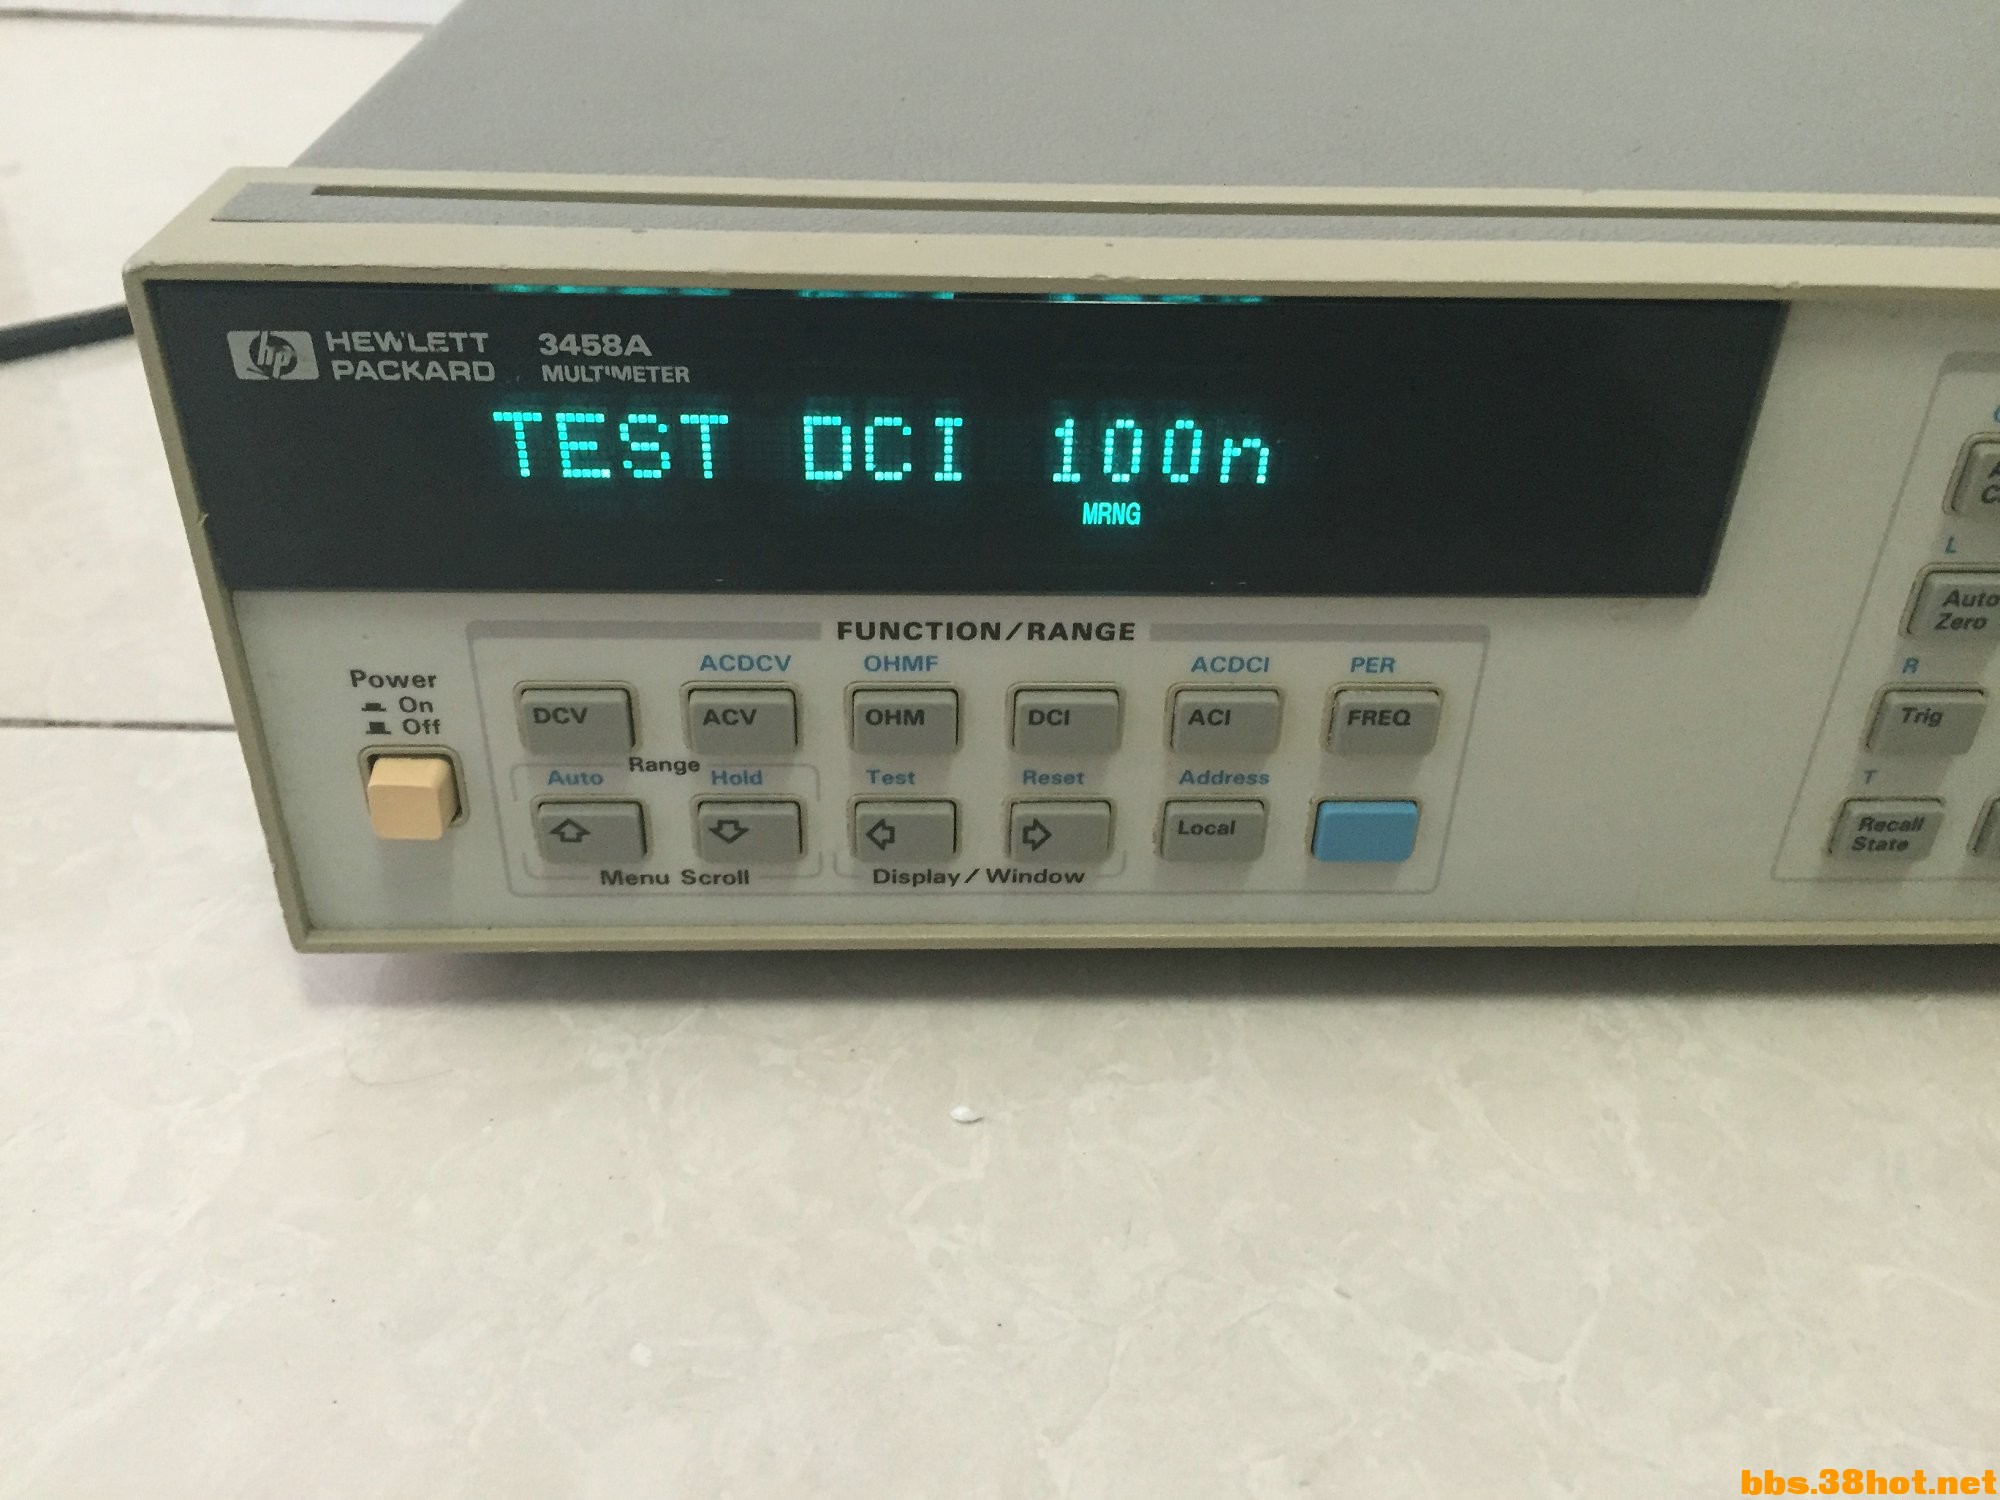 hp HEWLETT PACKARD
3458A MULTIMETER
TEST DCI 100n
MRNG
FUNCTION/RANGE
Power
On
Off
ACDCV OHMF ACDCI PER
DCV ACV OHM DCI ACI FREQ
Range
Auto Hold Test Reset Address
Local
Menu Scroll Display/Window
L
Auto Zero
R
Trig
T
Recall State
bbs.38hot.net